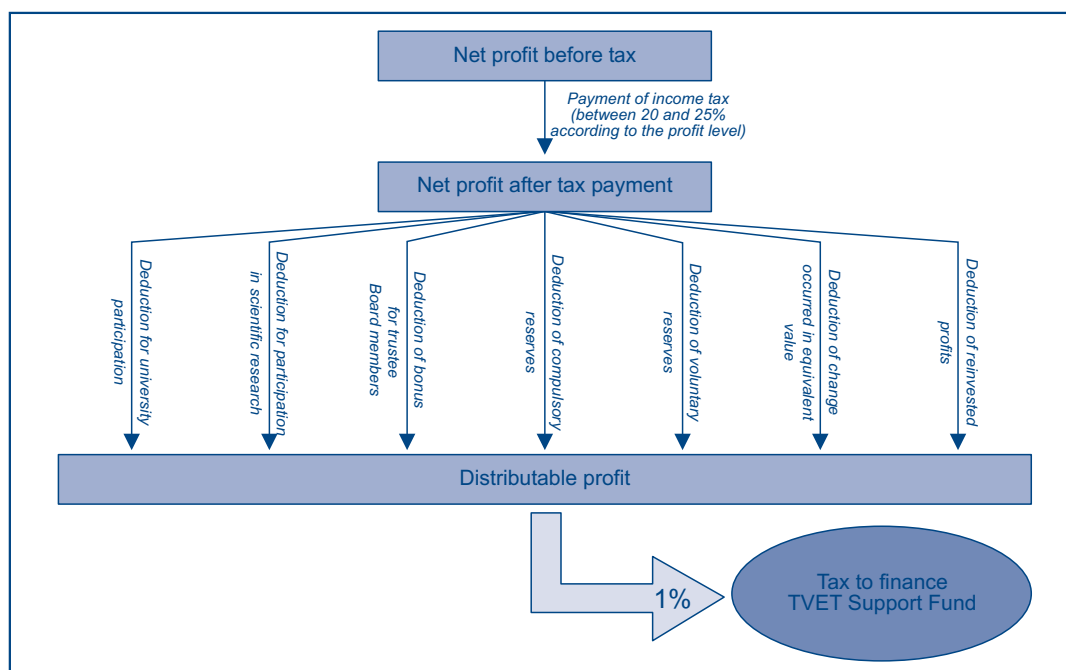 Net profit before tax
Payment of income tax
(between 20 and 25%
according to the profit level)
Net profit after tax payment
Deduction for university
participation
Deduction for participation
in scientific research
Deduction of bonus
for trustee
Board members
Deduction of compulsory
reserves
Deduction of voluntary
reserves
Deduction of change
occurred in equivalent
value
Deduction of reinvested
profits
Distributable profit
1%
Tax to finance
TVET Support Fund